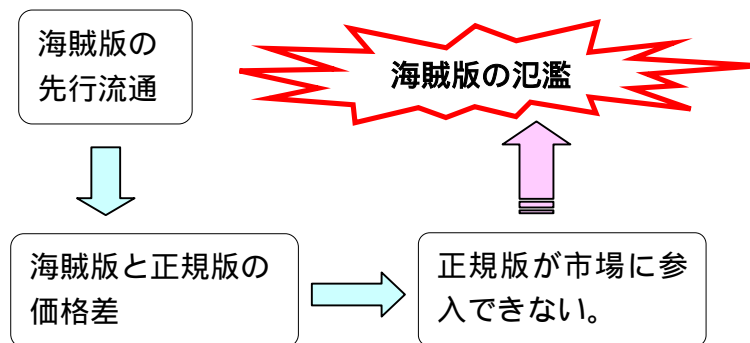 海賊版の
先行流通
海賊版の氾濫
海賊版と正規版の
価格差
正規版が市場に参
入できない。